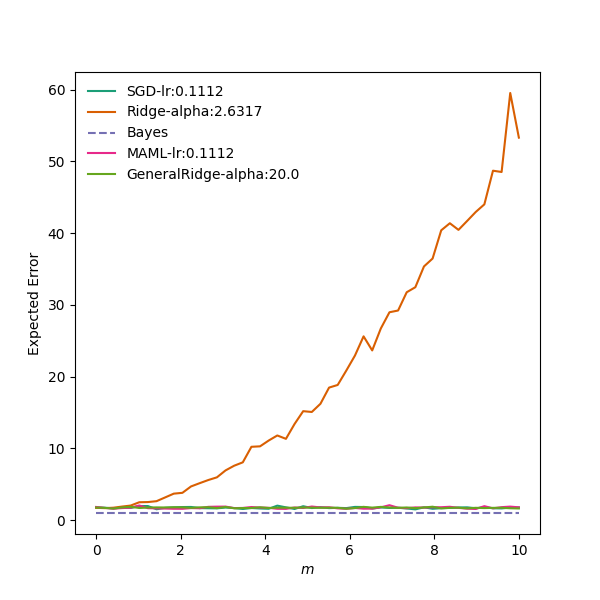 60
50
40
30
20
10
0
Expected Error
SGD-lr:0.1112
Ridge-alpha:2.6317
Bayes
MAML-lr:0.1112
GeneralRidge-alpha:20.0
0 2 4 6 8 10
m